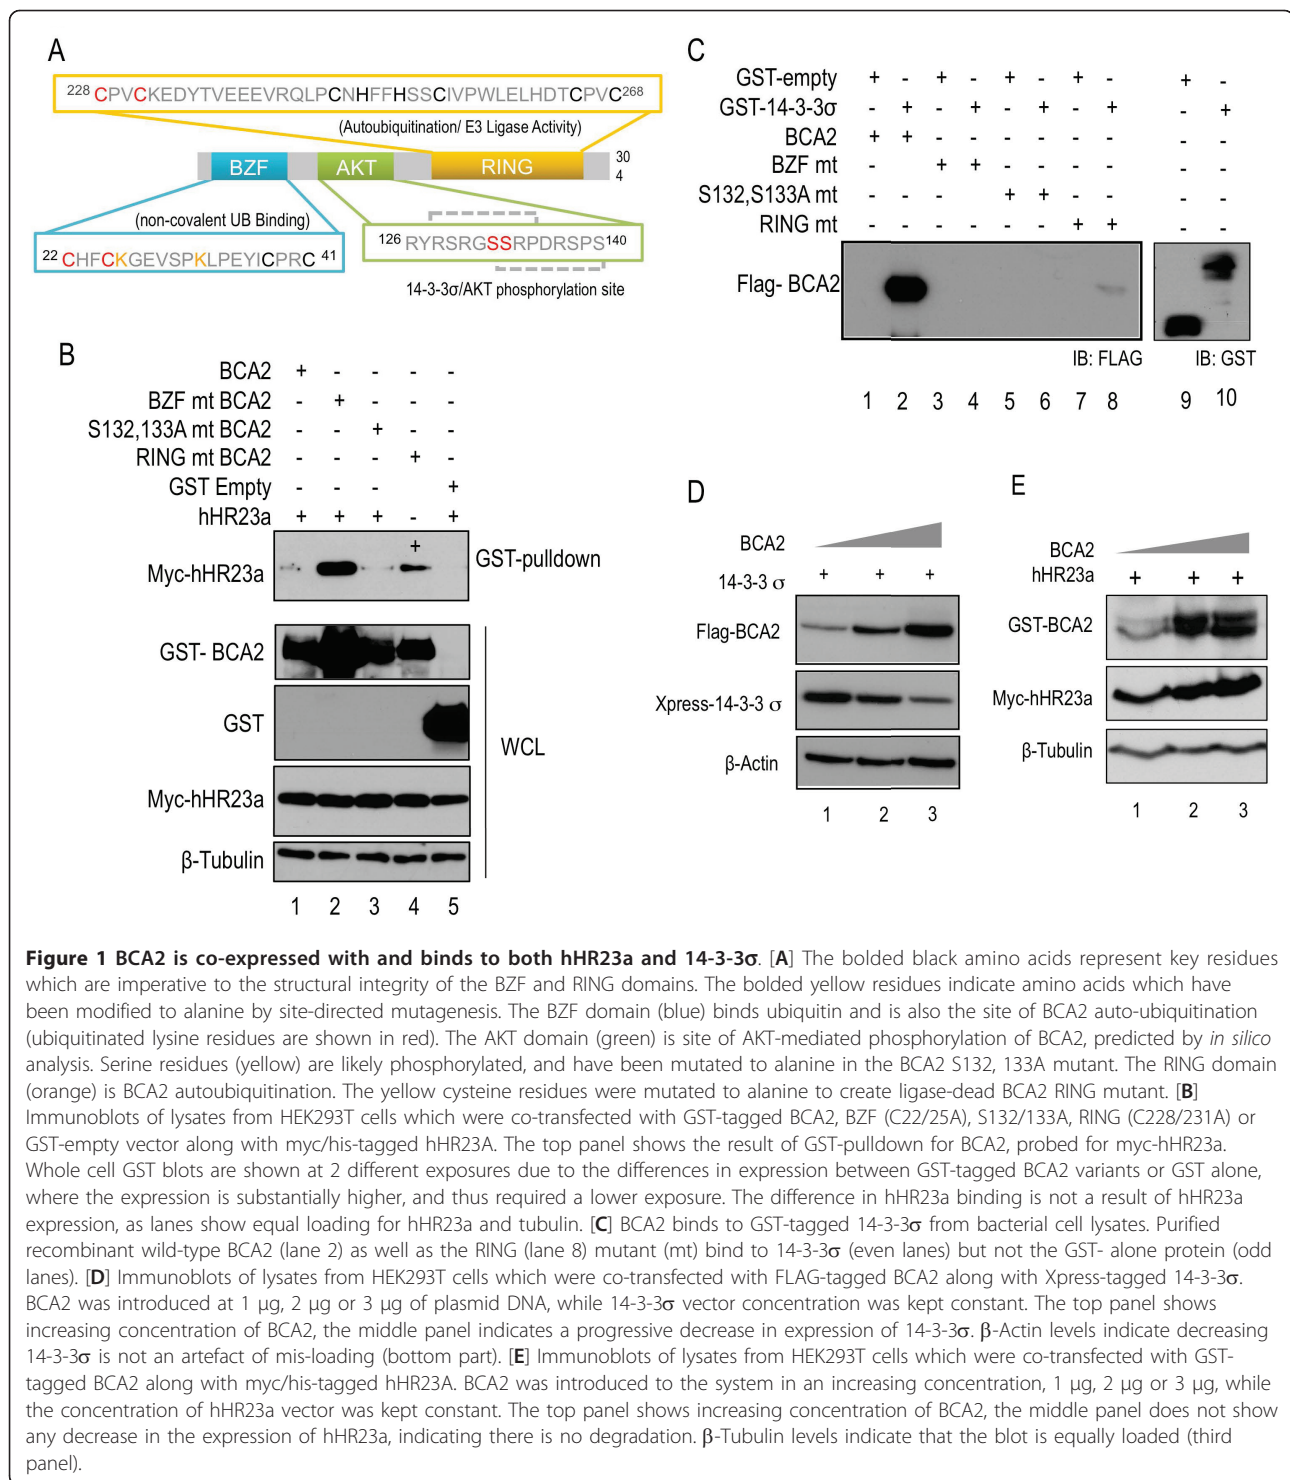 A
228 CPVCKEDYTVEEEVRQLPCNHFFHSSCIVPWLELHDTCPVC268
(Autoubiquitination/ E3 Ligase Activity)
BZF AKT RING 30
4
(non-covalent UB Binding)
22 CHFCKGEVSPKLPEYICPRC 41
126 RYRSRGSSRPDRSPS140
14-3-3σ/AKT phosphorylation site
B
BCA2 + - - - -
BZF mt BCA2 - + - - -
S132,133A mt BCA2 - - + - -
RING mt BCA2 - - - + -
GST Empty - - - +
hHR23a + + + - +
+
Myc-hHR23a GST-pulldown
GST- BCA2
GST
WCL
Myc-hHR23a
β-Tubulin
1 2 3 4 5
C
GST-empty + - + - + - + - + -
GST-14-3-3σ - + - + - + - + - +
BCA2 + + - - - - - - - -
BZF mt - - + + - - - - - -
S132,S133A mt - - - - + + - - - -
RING mt - - - - - - + + - -
Flag- BCA2
IB: FLAG IB: GST
1 2 3 4 5 6 7 8 9 10
D
BCA2
14-3-3 σ + + +
Flag-BCA2
Xpress-14-3-3 σ
β-Actin
1 2 3
E
BCA2
hHR23a + + +
GST-BCA2
Myc-hHR23a
β-Tubulin
1 2 3
Figure 1 BCA2 is co-expressed with and binds to both hHR23a and 14-3-3σ. [A] The bolded black amino acids represent key residues
which are imperative to the structural integrity of the BZF and RING domains. The bolded yellow residues indicate amino acids which have
been modified to alanine by site-directed mutagenesis. The BZF domain (blue) binds ubiquitin and is also the site of BCA2 auto-ubiquitination
(ubiquitinated lysine residues are shown in red). The AKT domain (green) is site of AKT-mediated phosphorylation of BCA2, predicted by in silico
analysis. Serine residues (yellow) are likely phosphorylated, and have been mutated to alanine in the BCA2 S132, 133A mutant. The RING domain
(orange) is BCA2 autoubiquitination. The yellow cysteine residues were mutated to alanine to create ligase-dead BCA2 RING mutant. [B]
Immunoblots of lysates from HEK293T cells which were co-transfected with GST-tagged BCA2, BZF (C22/25A), S132/133A, RING (C228/231A) or
GST-empty vector along with myc/his-tagged hHR23A. The top panel shows the result of GST-pulldown for BCA2, probed for myc-hHR23a.
Whole cell GST blots are shown at 2 different exposures due to the differences in expression between GST-tagged BCA2 variants or GST alone,
where the expression is substantially higher, and thus required a lower exposure. The difference in hHR23a binding is not a result of hHR23a
expression, as lanes show equal loading for hHR23a and tubulin. [C] BCA2 binds to GST-tagged 14-3-3σ from bacterial cell lysates. Purified
recombinant wild-type BCA2 (lane 2) as well as the RING (lane 8) mutant (mt) bind to 14-3-3σ (even lanes) but not the GST- alone protein (odd
lanes). [D] Immunoblots of lysates from HEK293T cells which were co-transfected with FLAG-tagged BCA2 along with Xpress-tagged 14-3-3σ.
BCA2 was introduced at 1 μg, 2 μg or 3 μg of plasmid DNA, while 14-3-3σ vector concentration was kept constant. The top panel shows
increasing concentration of BCA2, the middle panel indicates a progressive decrease in expression of 14-3-3σ. β-Actin levels indicate decreasing
14-3-3σ is not an artefact of mis-loading (bottom part). [E] Immunoblots of lysates from HEK293T cells which were co-transfected with GST-
tagged BCA2 along with myc/his-tagged hHR23A. BCA2 was introduced to the system in an increasing concentration, 1 μg, 2 μg or 3 μg, while
the concentration of hHR23a vector was kept constant. The top panel shows increasing concentration of BCA2, the middle panel does not show
any decrease in the expression of hHR23a, indicating there is no degradation. β-Tubulin levels indicate that the blot is equally loaded (third
panel).